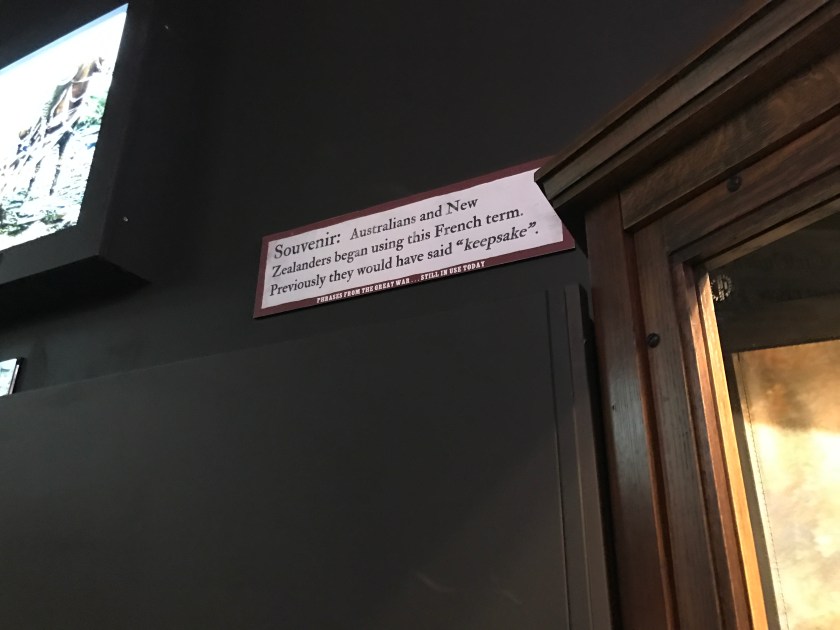 Souvenir: Australians and New
Zealanders began using this French term.
Previously they would have said “keepsake”.
PHRASES FROM THE GREAT WAR . . . STILL IN USE TODAY